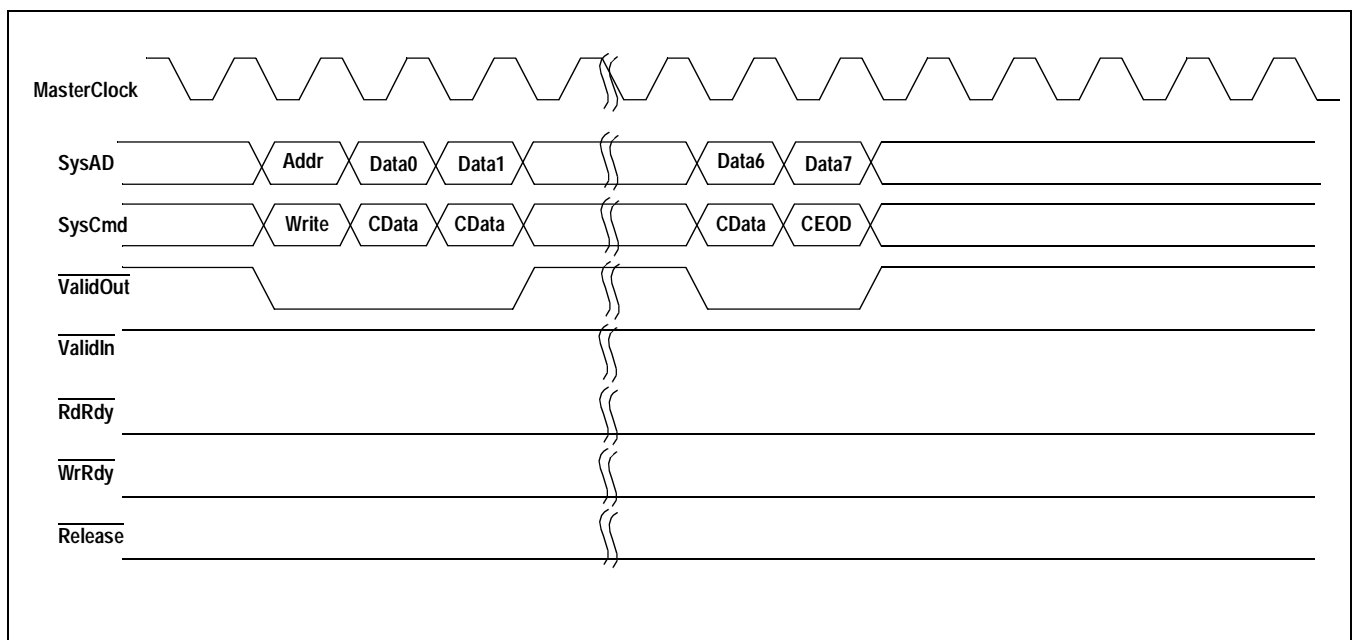 MasterClock
SysAD Addr Data0 Data1 Data6 Data7
SysCmd Write CData CData CData CEOD
ValidOut
ValidIn
RdRdy
WrRdy
Release